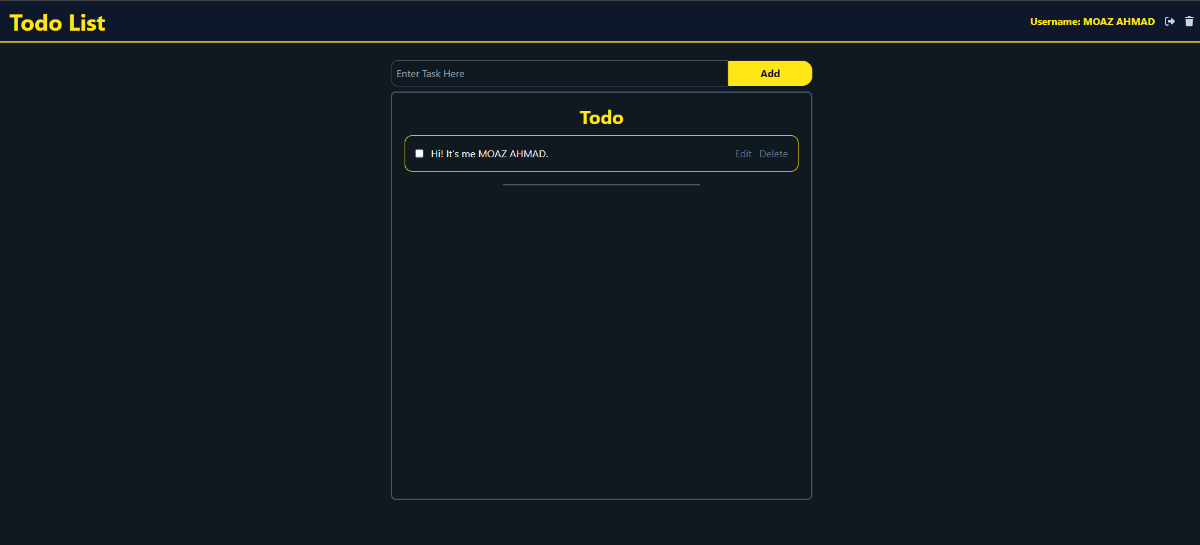 Todo List
Username: MOAZ AHMAD
Enter Task Here
Add
Todo
Hi! It's me MOAZ AHMAD.
Edit Delete